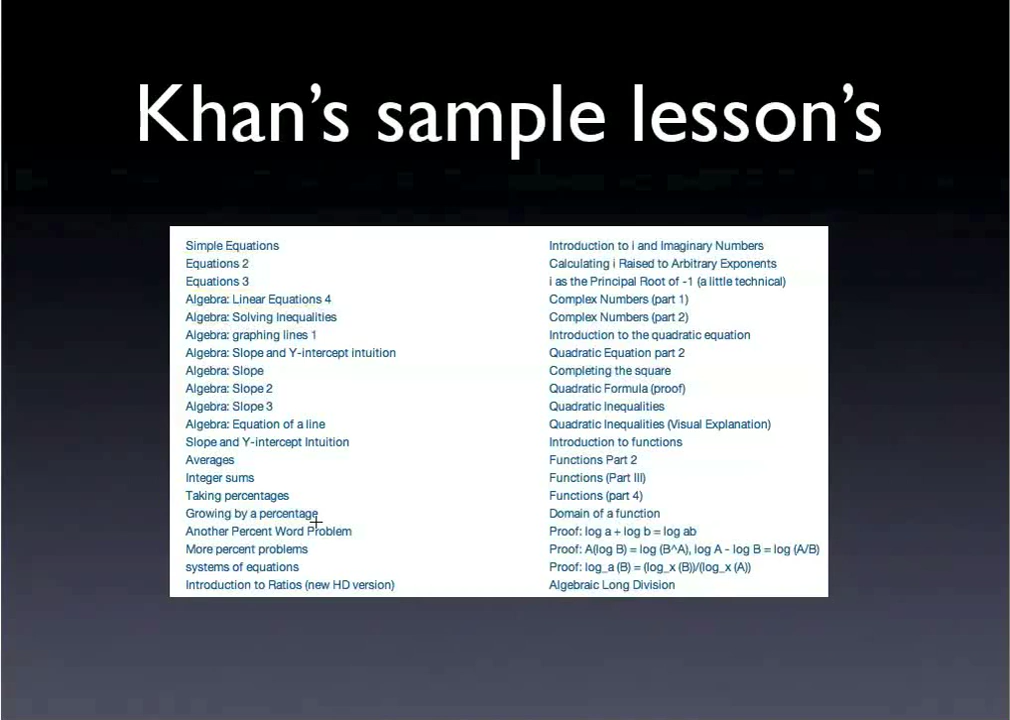 Khan's sample lesson's
Simple Equations
Equations 2
Equations 3
Algebra: Linear Equations 4
Algebra: Solving Inequalities
Algebra: graphing lines 1
Algebra: Slope and Y-intercept intuition
Algebra: Slope
Algebra: Slope 2
Algebra: Slope 3
Algebra: Equation of a line
Slope and Y-intercept Intuition
Averages
Integer sums
Taking percentages
Growing by a percentage
Another Percent Word Problem
More percent problems
systems of equations
Introduction to Ratios (new HD version)
Introduction to i and Imaginary Numbers
Calculating i Raised to Arbitrary Exponents
i as the Principal Root of -1 (a little technical)
Complex Numbers (part 1)
Complex Numbers (part 2)
Introduction to the quadratic equation
Quadratic Equation part 2
Completing the square
Quadratic Formula (proof)
Quadratic Inequalities
Quadratic Inequalities (Visual Explanation)
Introduction to functions
Functions Part 2
Functions (Part III)
Functions (part 4)
Domain of a function
Proof: log a + log b = log ab
Proof: A(log B) = log (B^A), log A - log B = log (A/B)
Proof: log_a (B) = (log_x (B))/(log_x (A))
Algebraic Long Division